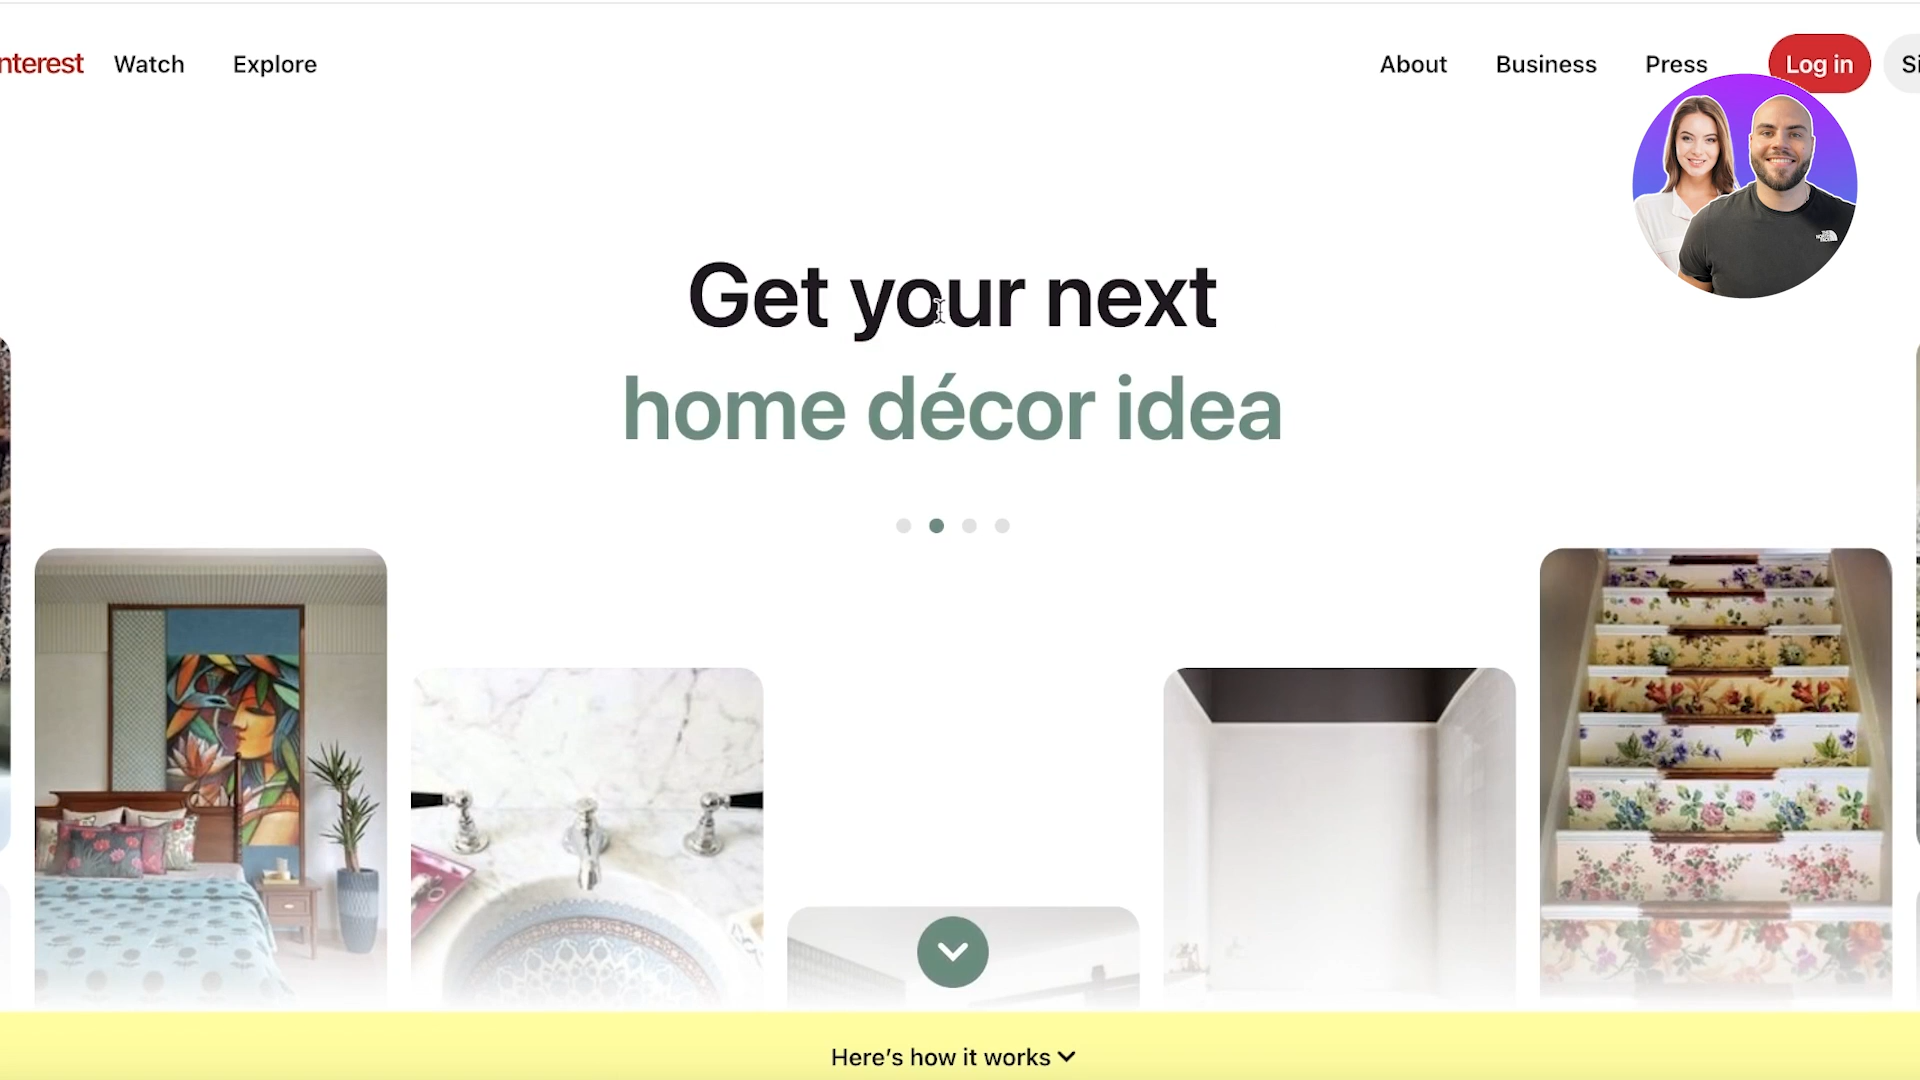 nterest Watch Explore About Business Press Log in Si
Get your next
home décor idea
Here's how it works